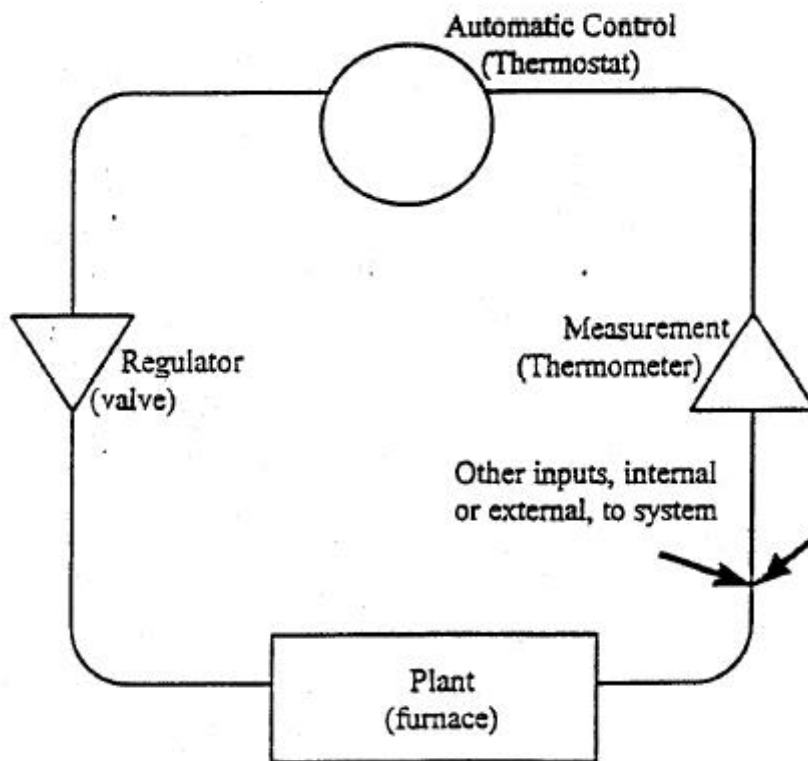 Automatic Control
(Thermostat)
Regulator
(valve)
Measurement
(Thermometer)
Other inputs, internal
or external, to system
Plant
(furnace)